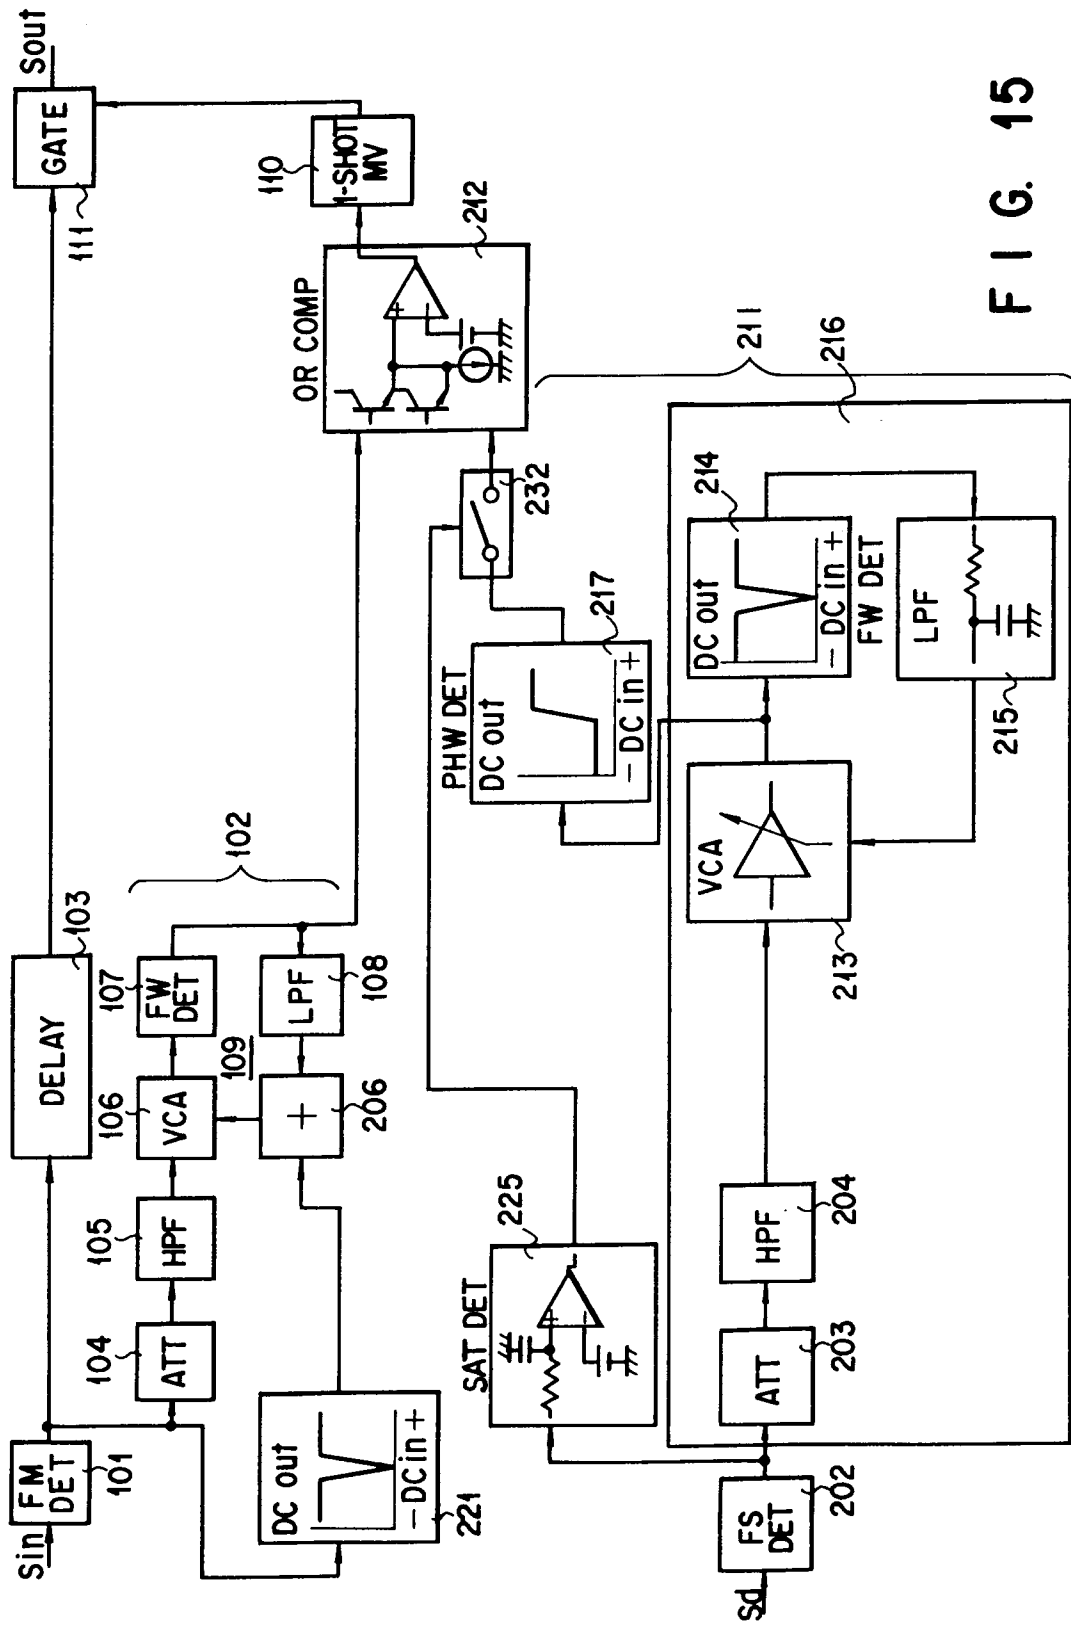 Sin
FM
DET
101
DELAY
103
GATE
111
Sout
ATT
104
HPF
105
VCA
106
FW
DET
107
102
109
+
206
LPF
108
DC out
- DC in +
221
OR COMP
+
-
212
1-SHOT
MV
110
SAT DET
+
-
225
232
PHW DET
DC out
- DC in +
217
211
216
Sd
FS
DET
202
ATT
203
HPF
204
VCA
213
DC out
- DC in +
FW DET
214
LPF
215
FIG. 15